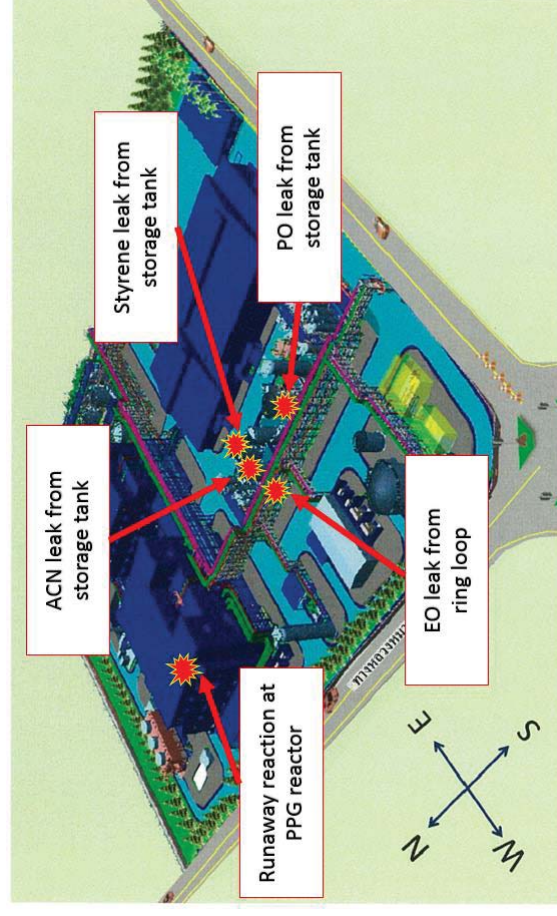 Styrene leak from
storage tank
ACN leak from
storage tank
PO leak from
storage tank
Runaway reaction at
PPG reactor
EO leak from
ring loop
N
E
W
S